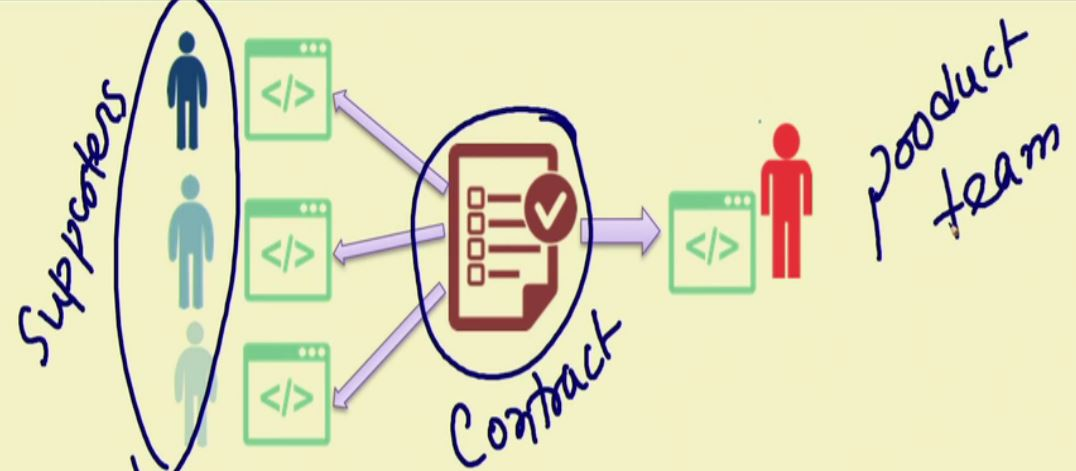 Supporters
</>
</>
</>
Contract
</>
product
team